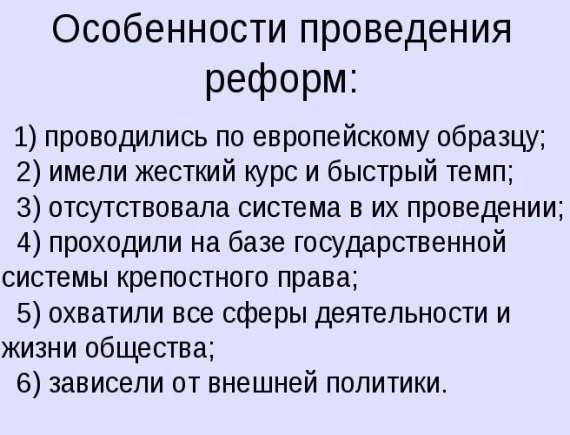 Особенности проведения
реформ:
1) проводились по европейскому образцу;
2) имели жесткий курс и быстрый темп;
3) отсутствовала система в их проведении;
4) проходили на базе государственной
системы крепостного права;
5) охватили все сферы деятельности и
жизни общества;
6) зависели от внешней политики.